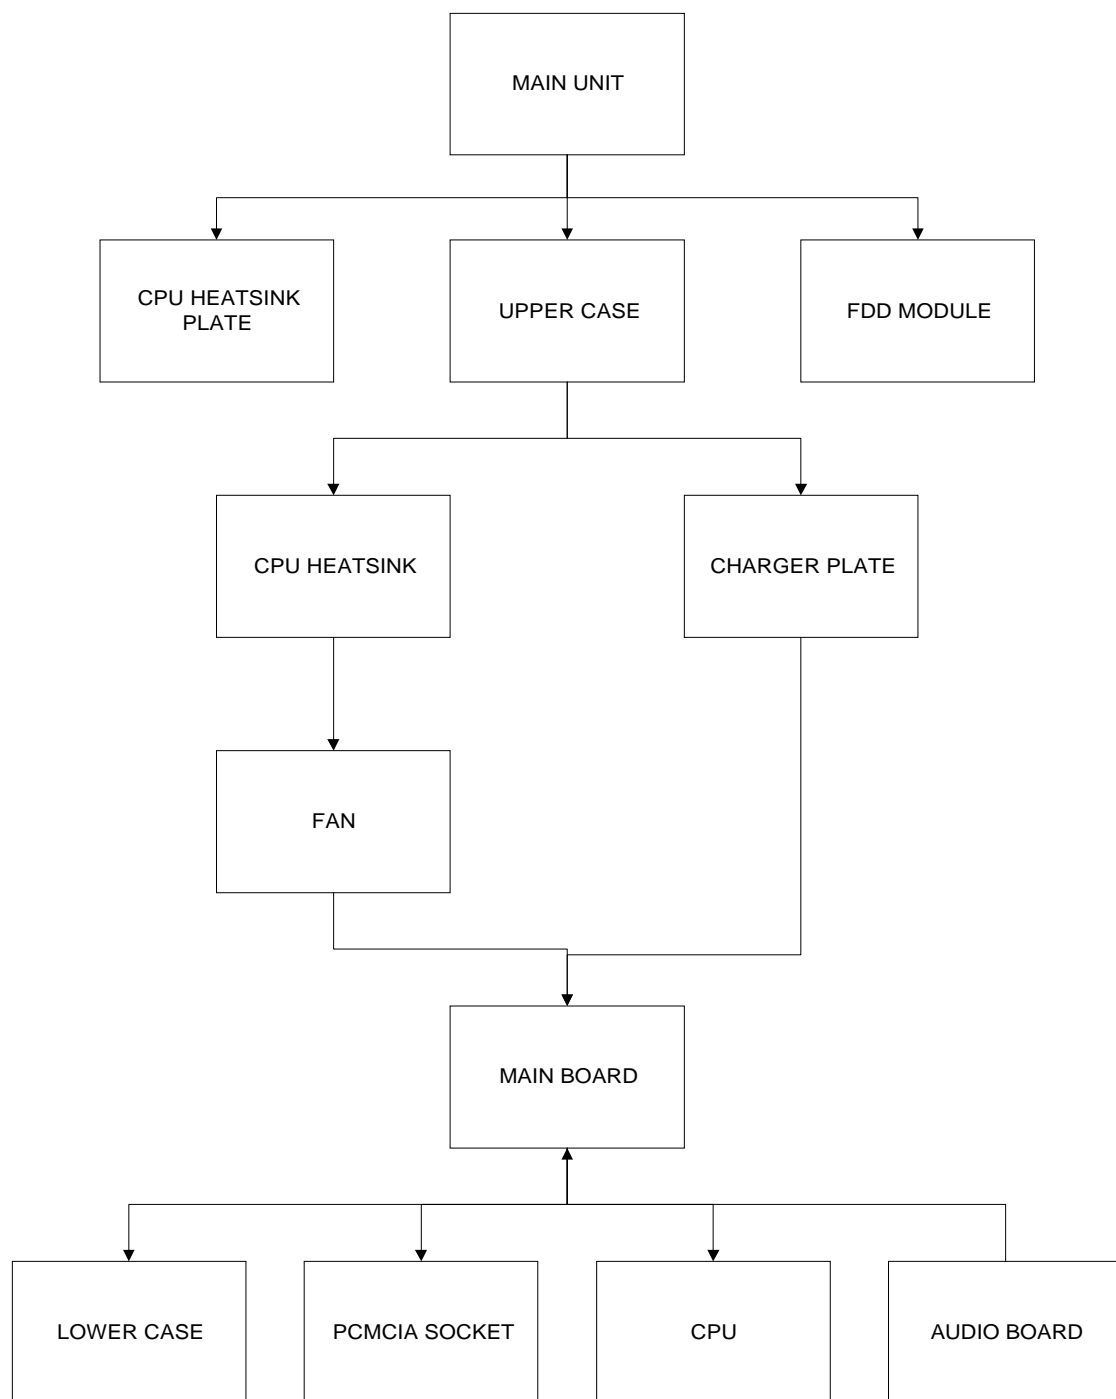 MAIN UNIT
CPU HEATSINK
PLATE
UPPER CASE
FDD MODULE
CPU HEATSINK
CHARGER PLATE
FAN
MAIN BOARD
LOWER CASE
PCMCIA SOCKET
CPU
AUDIO BOARD